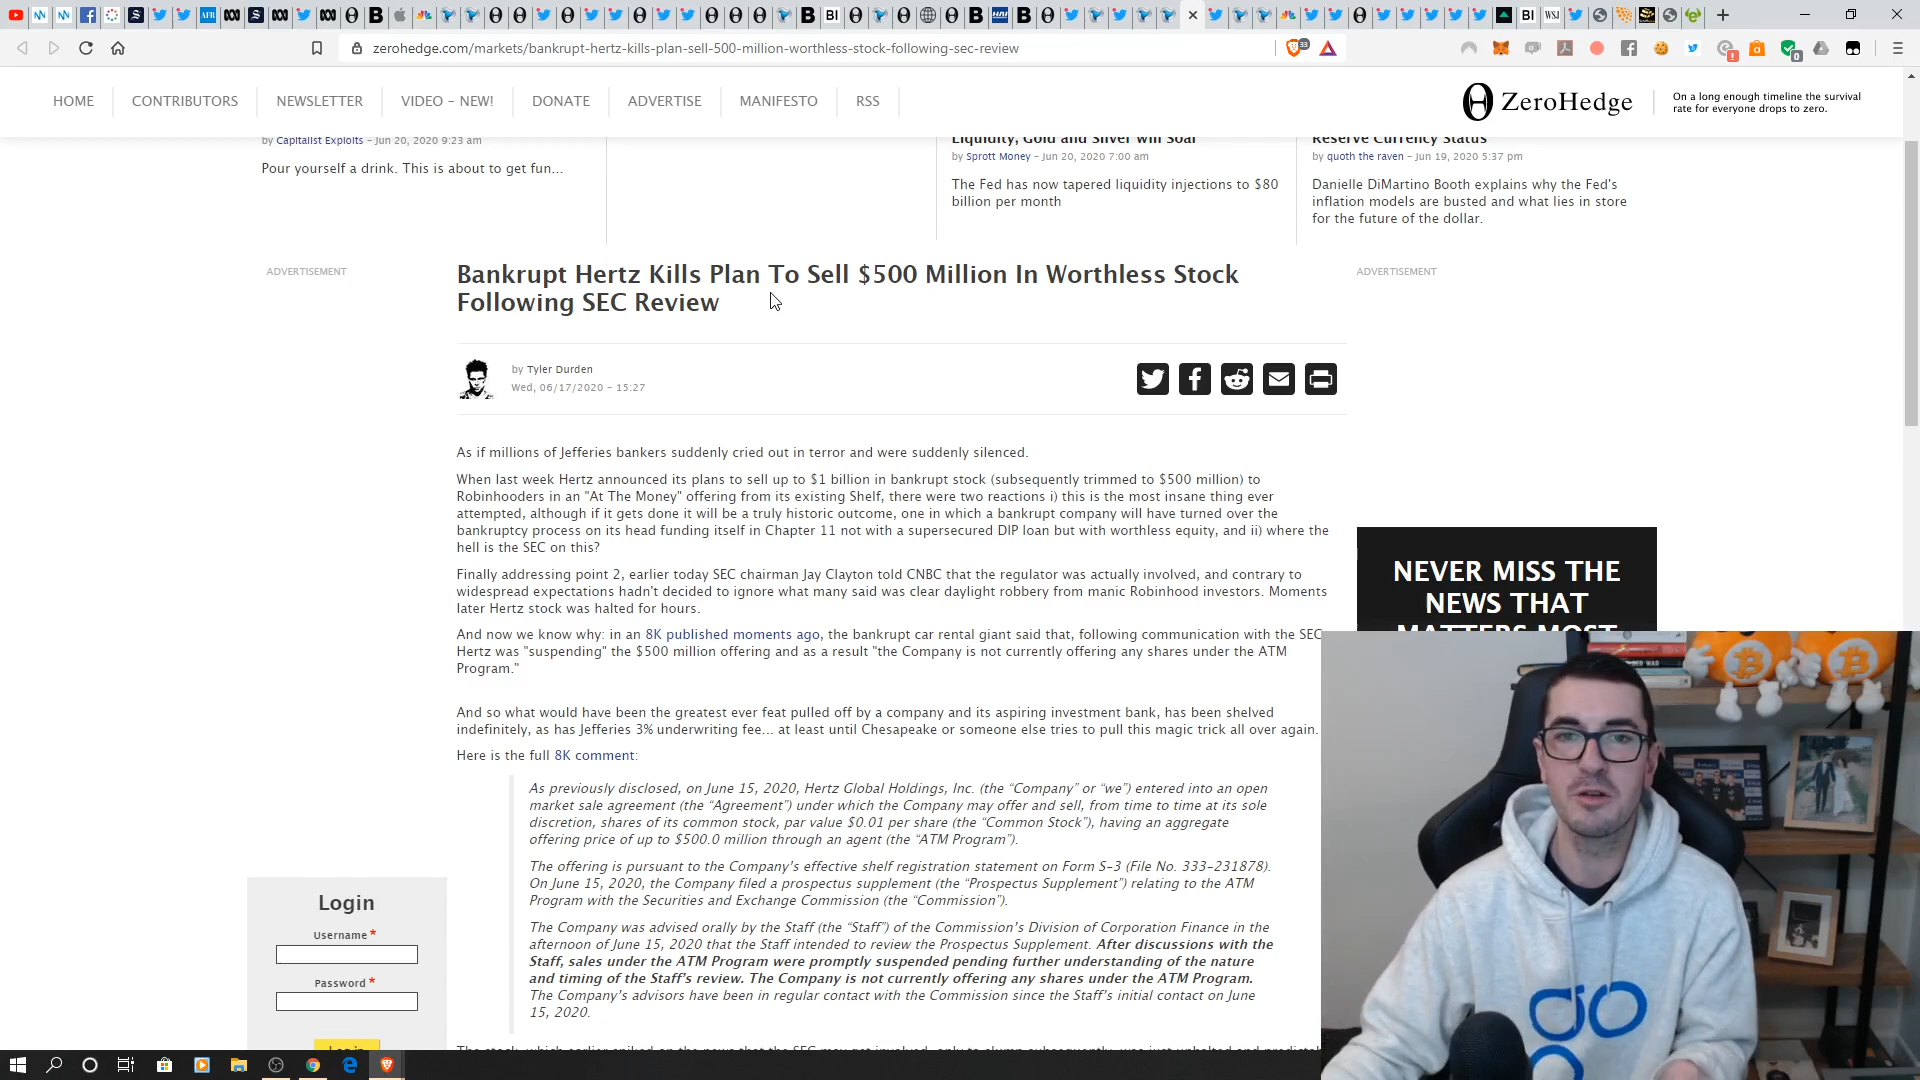 zerohedge.com/markets/bankrupt-hertz-kills-plan-sell-500-million-worthless-stock-following-sec-review
HOME
CONTRIBUTORS
NEWSLETTER
VIDEO – NEW!
DONATE
ADVERTISE
MANIFESTO
RSS
ZeroHedge
On a long enough timeline the survival
rate for everyone drops to zero.
by Capitalist Exploits – Jun 20, 2020 9:23 am
Pour yourself a drink. This is about to get fun...
Liquidity, Gold and Silver Will Soar
by Sprott Money – Jun 20, 2020 7:00 am
The Fed has now tapered liquidity injections to $80
billion per month
Reserve Currency Status
by quoth the raven – Jun 19, 2020 5:37 pm
Danielle DiMartino Booth explains why the Fed's
inflation models are busted and what lies in store
for the future of the dollar.
ADVERTISEMENT
Bankrupt Hertz Kills Plan To Sell $500 Million In Worthless Stock
Following SEC Review
ADVERTISEMENT
by Tyler Durden
Wed, 06/17/2020 – 15:27
As if millions of Jefferies bankers suddenly cried out in terror and were suddenly silenced.
When last week Hertz announced its plans to sell up to $1 billion in bankrupt stock (subsequently trimmed to $500 million) to
Robinhooders in an "At The Money" offering from its existing Shelf, there were two reactions i) this is the most insane thing ever
attempted, although if it gets done it will be a truly historic outcome, one in which a bankrupt company will have turned over the
bankruptcy process on its head funding itself in Chapter 11 not with a supersecured DIP loan but with worthless equity, and ii) where the
hell is the SEC on this?
Finally addressing point 2, earlier today SEC chairman Jay Clayton told CNBC that the regulator was actually involved, and contrary to
widespread expectations hadn't decided to ignore what many said was clear daylight robbery from manic Robinhood investors. Moments
later Hertz stock was halted for hours.
And now we know why: in an 8K published moments ago, the bankrupt car rental giant said that, following communication with the SEC
Hertz was "suspending" the $500 million offering and as a result "the Company is not currently offering any shares under the ATM
Program."
And so what would have been the greatest ever feat pulled off by a company and its aspiring investment bank, has been shelved
indefinitely, as has Jefferies 3% underwriting fee... at least until Chesapeake or someone else tries to pull this magic trick all over again.
Here is the full 8K comment:
As previously disclosed, on June 15, 2020, Hertz Global Holdings, Inc. (the “Company” or “we”) entered into an open
market sale agreement (the “Agreement”) under which the Company may offer and sell, from time to time at its sole
discretion, shares of its common stock, par value $0.01 per share (the “Common Stock”), having an aggregate
offering price of up to $500.0 million through an agent (the “ATM Program”).
The offering is pursuant to the Company’s effective shelf registration statement on Form S–3 (File No. 333–231878).
On June 15, 2020, the Company filed a prospectus supplement (the “Prospectus Supplement”) relating to the ATM
Program with the Securities and Exchange Commission (the “Commission”).
The Company was advised orally by the Staff (the “Staff”) of the Commission’s Division of Corporation Finance in the
afternoon of June 15, 2020 that the Staff intended to review the Prospectus Supplement. After discussions with the
Staff, sales under the ATM Program were promptly suspended pending further understanding of the nature
and timing of the Staff’s review. The Company is not currently offering any shares under the ATM Program.
The Company’s advisors have been in regular contact with the Commission since the Staff’s initial contact on June
15, 2020.
NEVER MISS THE
NEWS THAT
MATTERS MOST
Login
Username *
Password *